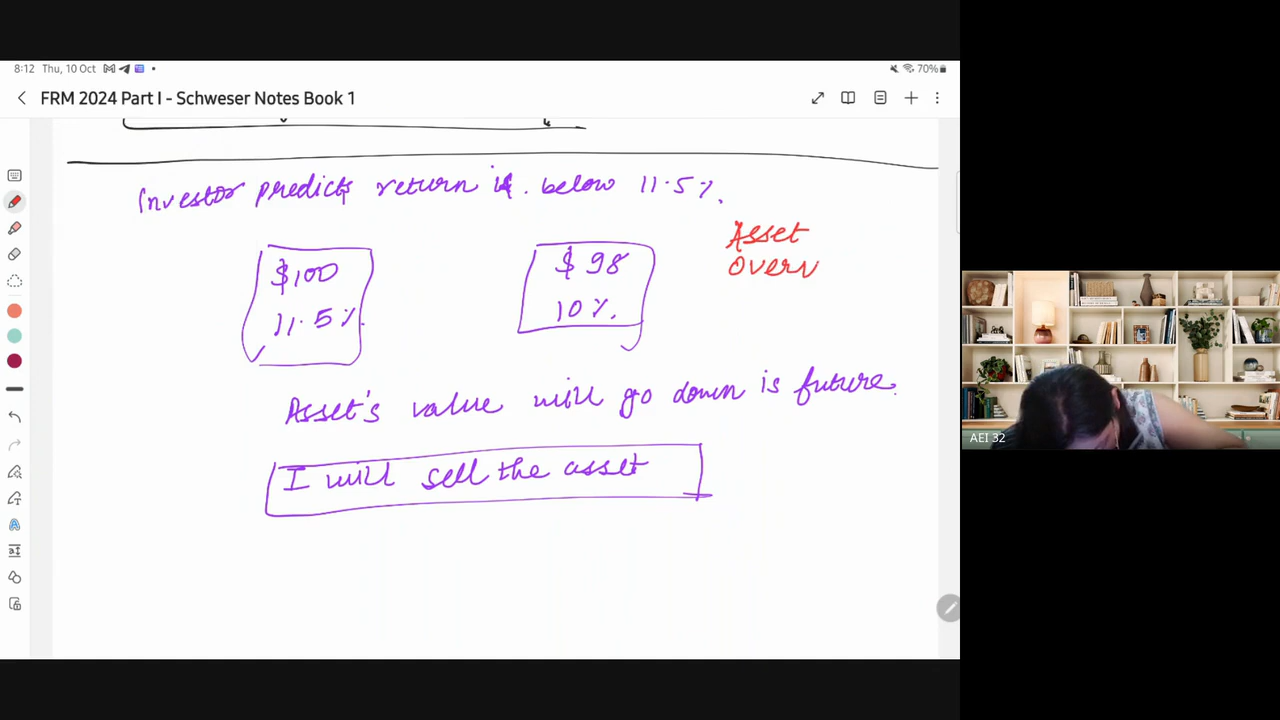 8:12 Thu, 10 Oct
70%
FRM 2024 Part I - Schweser Notes Book 1
Investor predicts return is. below 11.5%.
Asset
Overv
$100
11.5%.
$98
10%.
Asset's value will go down is future.
I will sell the asset
AEI 32